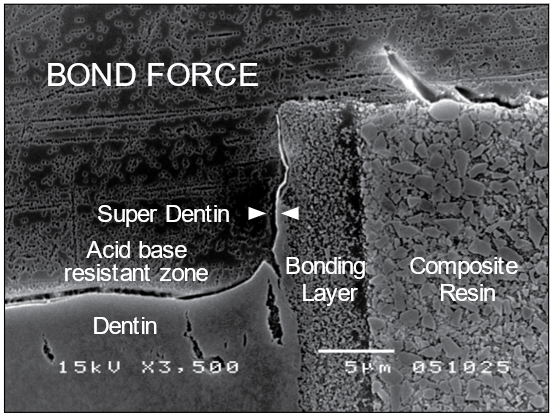 BOND FORCE
Super Dentin
Acid base
resistant zone
Bonding
Layer
Composite
Resin
Dentin
15kV X3,500 5μm 051025